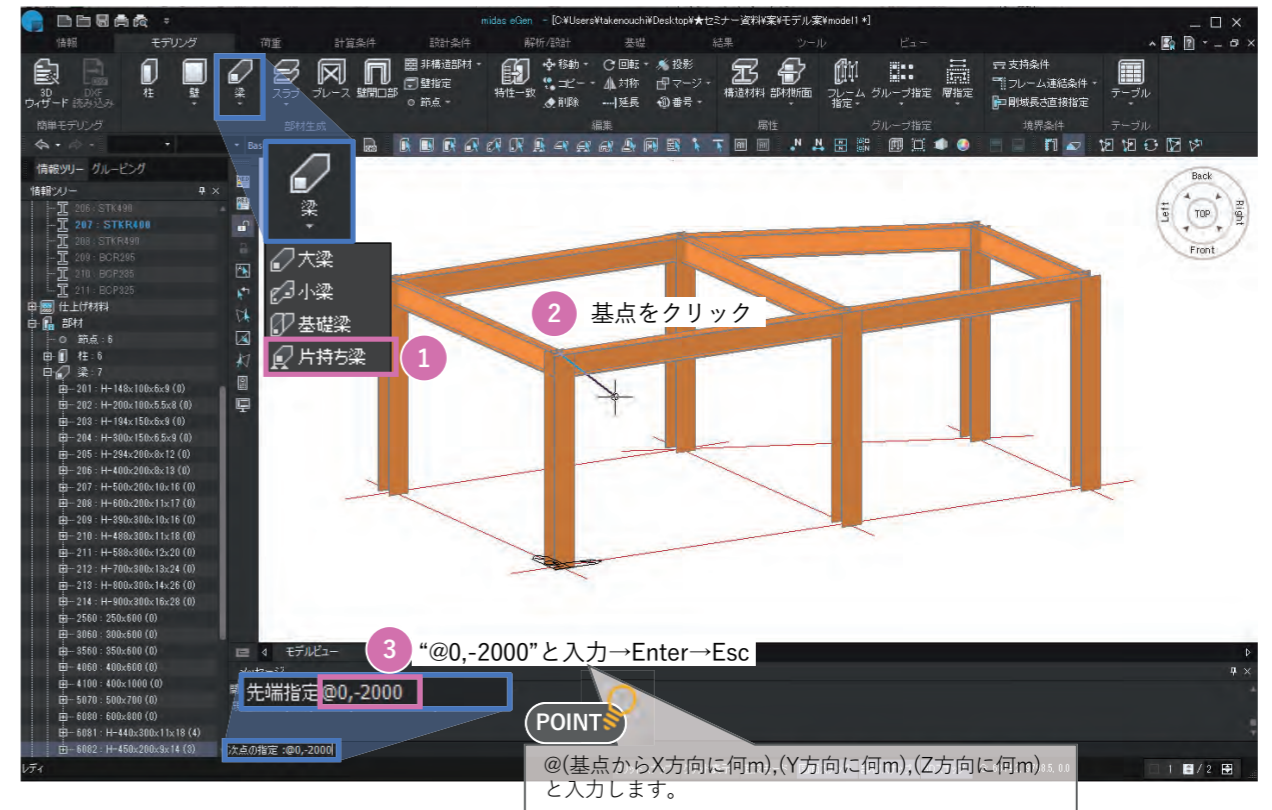 midas eGen - [C:¥Users¥takenouchi¥Desktop¥★セミナー資料¥案¥モデル案¥model1 *]
情報 モデリング 荷重 計算条件 設計条件 解析/設計 基礎 結果 ツール ビュー
3D
ウィザード
DXF
読み込み
柱
壁
梁
スラブ
ブレース
壁開口部
非構造部材
壁指定
節点
特性一致
移動 回転 投影
コピー 対称 マージ
削除 延長 番号
構造材料
部材断面
フレーム
指定
グループ指定
層指定
支持条件
フレーム連結条件
剛域長さ直接指定
テーブル
簡単モデリング 部材生成 編集 属性 グループ指定 境界条件 テーブル
情報ツリー グルーピング
情報ツリー
206 : STK490
207 : STKR400
208 : STKR490
209 : BCR295
210 : BCP235
211 : BCP325
仕上げ材料
部材
節点 : 6
柱 : 6
梁 : 7
201 : H-148x100x6x9 (0)
202 : H-200x100x5.5x8 (0)
203 : H-194x150x6x9 (0)
204 : H-300x150x6.5x9 (0)
205 : H-294x200x8x12 (0)
206 : H-400x200x8x13 (0)
207 : H-500x200x10x16 (0)
208 : H-600x200x11x17 (0)
209 : H-390x300x10x16 (0)
210 : H-488x300x11x18 (0)
211 : H-588x300x12x20 (0)
212 : H-700x300x13x24 (0)
213 : H-800x300x14x26 (0)
214 : H-900x300x16x28 (0)
2560 : 250x600 (0)
3060 : 300x600 (0)
3560 : 350x600 (0)
4060 : 400x600 (0)
4100 : 400x1000 (0)
5070 : 500x700 (0)
6080 : 600x800 (0)
6081 : H-440x300x11x18 (4)
6082 : H-450x200x9x14 (3)
梁
大梁
小梁
基礎梁
片持ち梁
1
2 基点をクリック
Back
Left
TOP
Right
Front
モデルビュー
3 “@0,-2000”と入力→Enter→Esc
メッセージ
先端指定 @0,-2000
次点の指定 :@0,-2000
POINT
@(基点からX方向に何m),(Y方向に何m),(Z方向に何m)
と入力します。
レディ
1 / 2